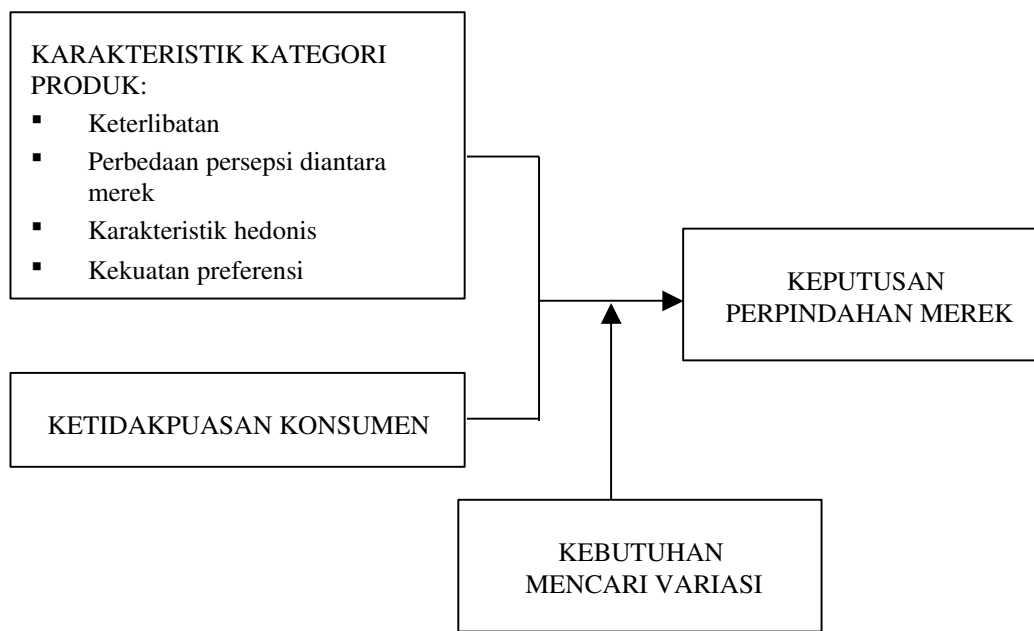 KARAKTERISTIK KATEGORI
PRODUK:
▪ Keterlibatan
▪ Perbedaan persepsi diantara
merek
▪ Karakteristik hedonis
▪ Kekuatan preferensi
KEPUTUSAN
PERPINDAHAN MEREK
KETIDAKPUASAN KONSUMEN
KEBUTUHAN
MENCARI VARIASI